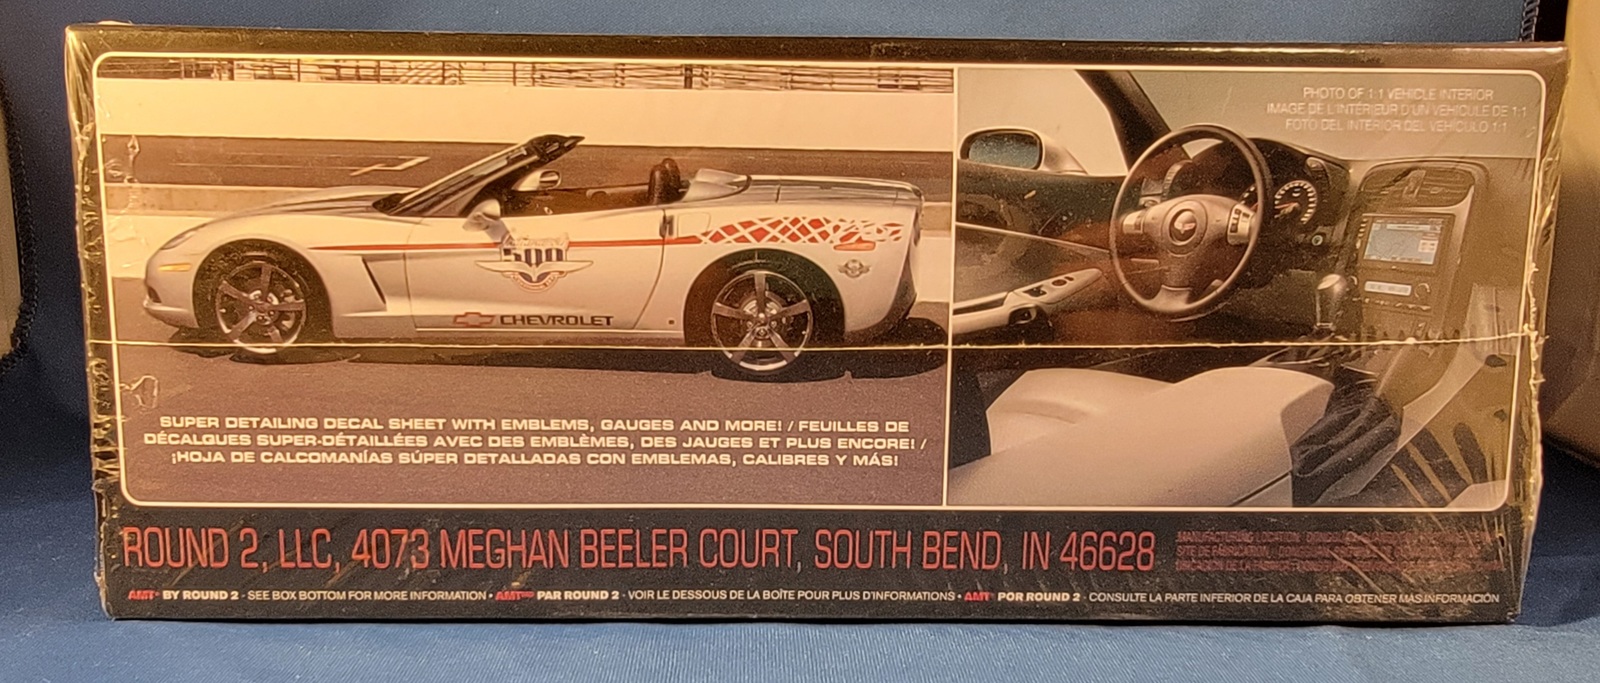 PHOTO OF 1:1 VEHICLE INTERIOR
IMAGE DE L'INTÉRIEUR D'UN VÉHICULE DE 1:1
FOTO DEL INTERIOR DEL VEHÍCULO 1:1
500
CHEVROLET
SUPER DETAILING DECAL SHEET WITH EMBLEMS, GAUGES AND MORE! / FEUILLES DE
DÉCALQUES SUPER-DÉTAILLÉES AVEC DES EMBLÈMES, DES JAUGES ET PLUS ENCORE! /
¡HOJA DE CALCOMANÍAS SÚPER DETALLADAS CON EMBLEMAS, CALIBRES Y MÁS!
ROUND 2, LLC, 4073 MEGHAN BEELER COURT, SOUTH BEND, IN 46628
MANUFACTURING LOCATION
SITE DE FABRICATION
AMT BY ROUND 2 - SEE BOX BOTTOM FOR MORE INFORMATION • AMT PAR ROUND 2 - VOIR LE DESSOUS DE LA BOÎTE POUR PLUS D'INFORMATIONS • AMT POR ROUND 2 - CONSULTE LA PARTE INFERIOR DE LA CAJA PARA OBTENER MÁS INFORMACIÓN